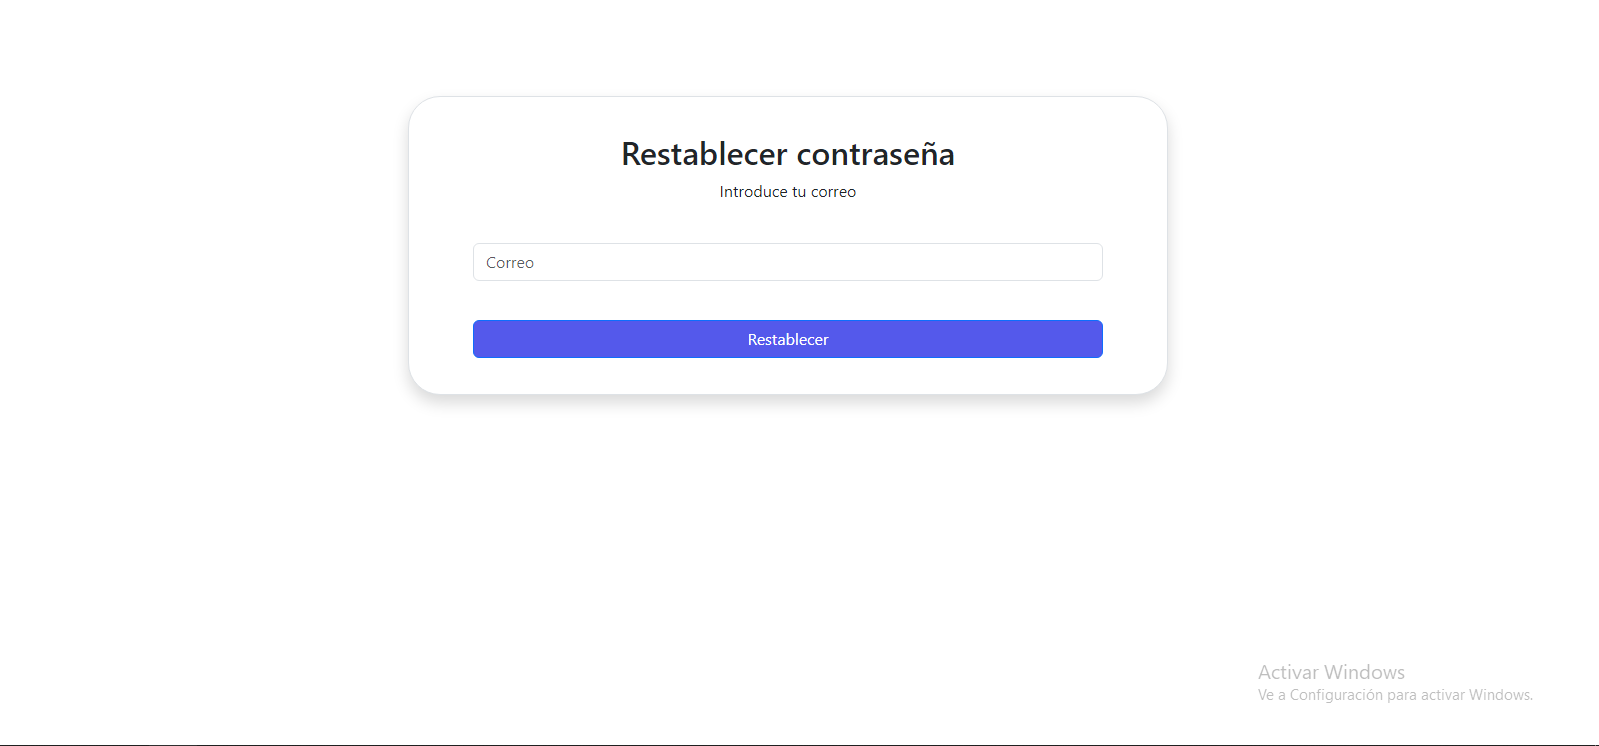 Restablecer contraseña
Introduce tu correo
Correo
Restablecer
Activar Windows
Ve a Configuración para activar Windows.